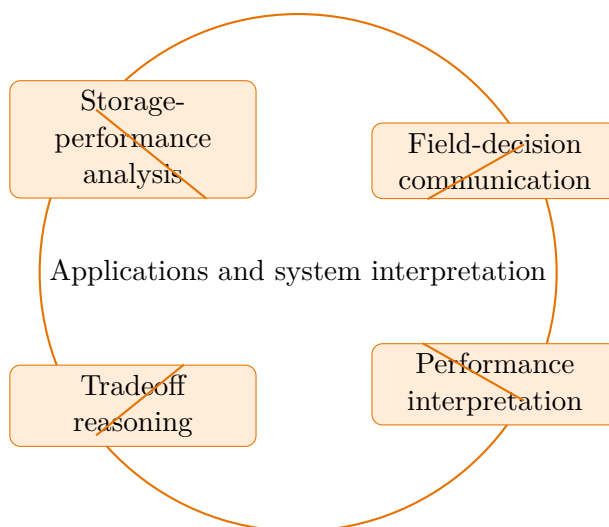 Storage-
performance
analysis
Field-decision
communication
Applications and system interpretation
Tradeoff
reasoning
Performance
interpretation